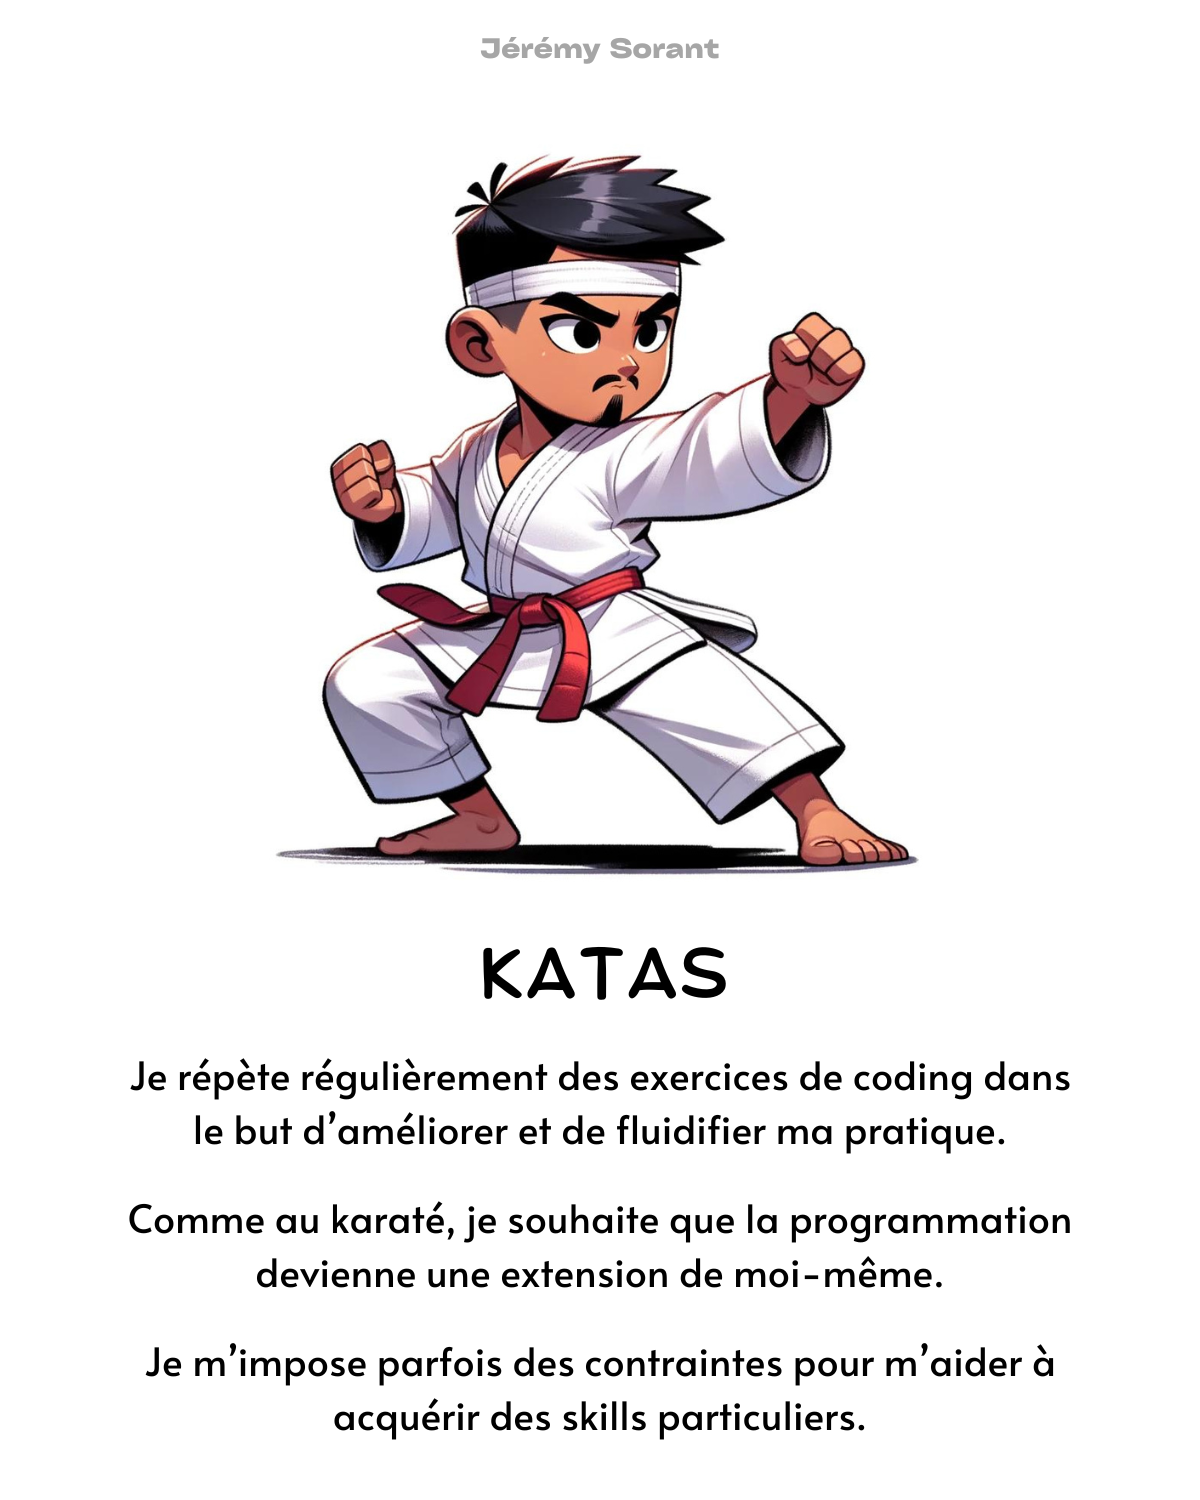 Jérémy Sorant
KATAS
Je répète régulièrement des exercices de coding dans
le but d’améliorer et de fluidifier ma pratique.
Comme au karaté, je souhaite que la programmation
devienne une extension de moi-même.
Je m’impose parfois des contraintes pour m’aider à
acquérir des skills particuliers.